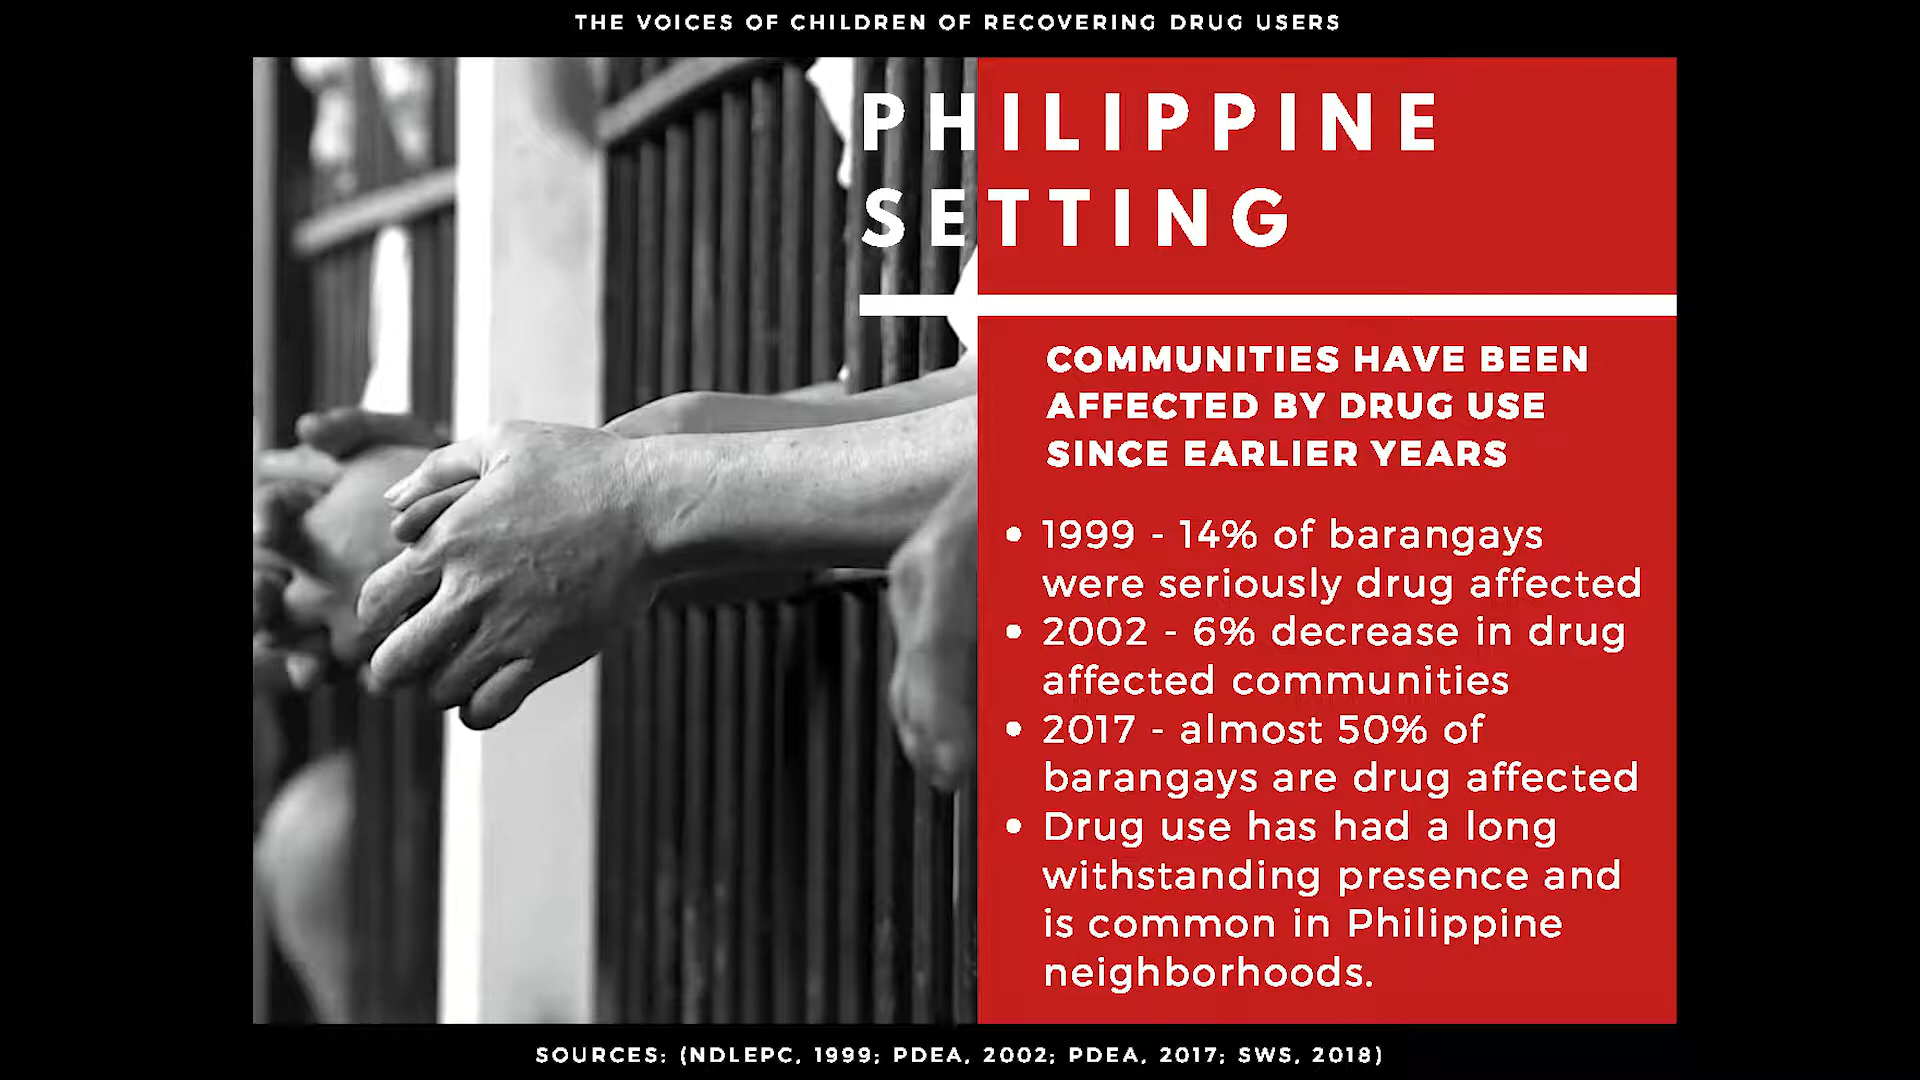 THE VOICES OF CHILDREN OF RECOVERING DRUG USERS
PHILIPPINE
SETTING
COMMUNITIES HAVE BEEN
AFFECTED BY DRUG USE
SINCE EARLIER YEARS
• 1999 - 14% of barangays
were seriously drug affected
• 2002 - 6% decrease in drug
affected communities
• 2017 - almost 50% of
barangays are drug affected
• Drug use has had a long
withstanding presence and
is common in Philippine
neighborhoods.
SOURCES: (NDLEPC, 1999; PDEA, 2002; PDEA, 2017; SWS, 2018)